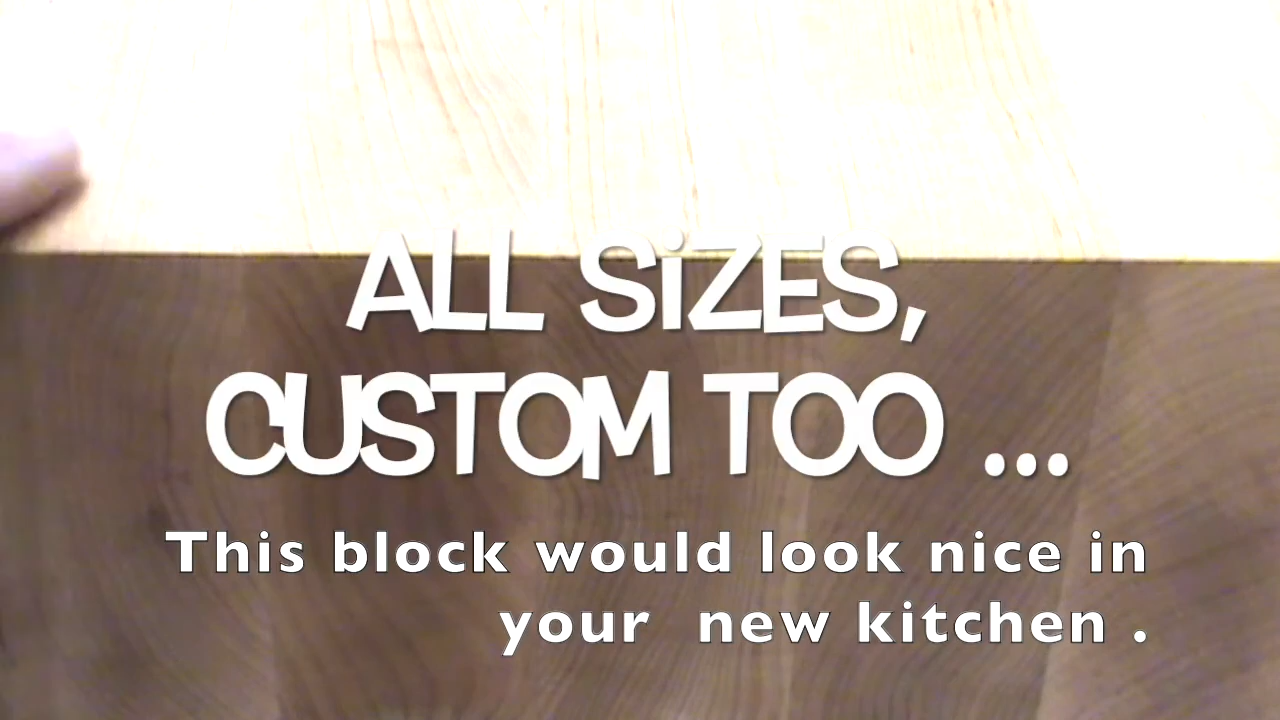 ALL SiZES,
CUSTOM TOO ...
This block would look nice in
your  new kitchen .